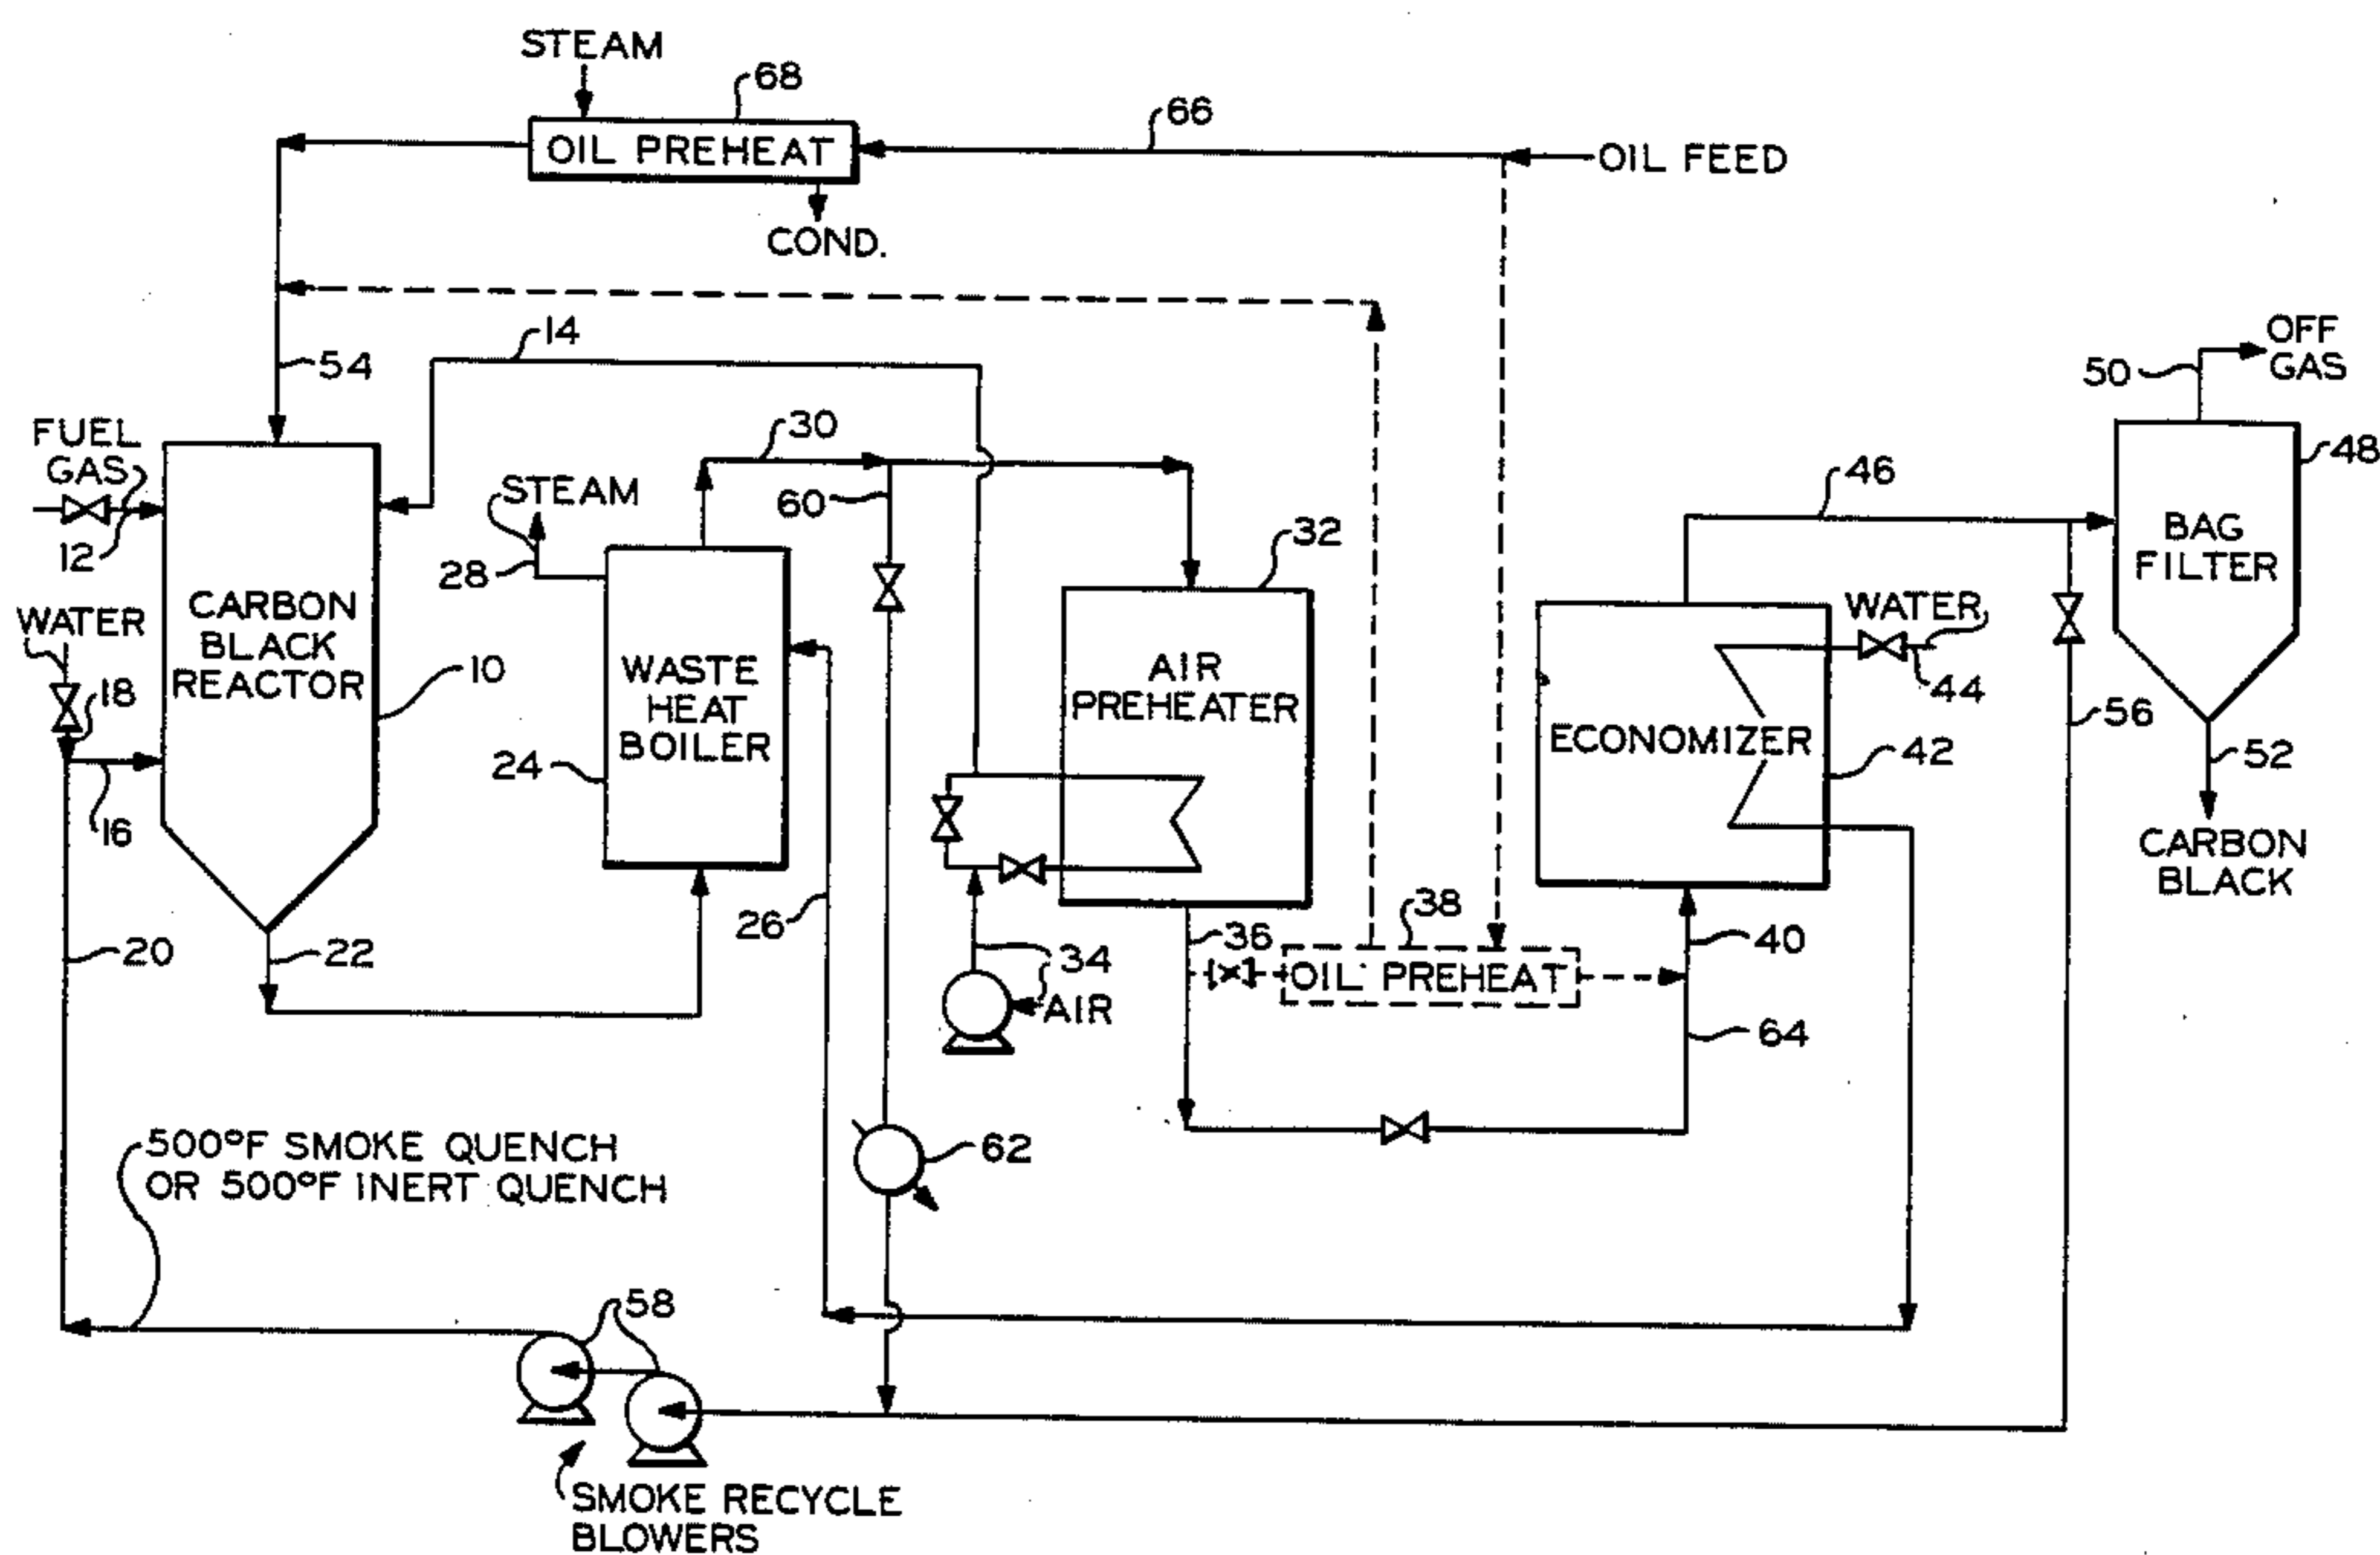 STEAM
68
66
OIL PREHEAT
OIL FEED
COND.
14
54
OFF
GAS
50
FUEL
GAS
30
48
46
STEAM
60
12
28
32
BAG
FILTER
WATER
CARBON
BLACK
REACTOR
10
18
WASTE
HEAT
BOILER
24
AIR
PREHEATER
WATER
44
ECONOMIZER
42
56
52
16
CARBON
BLACK
26
38
36
40
20
22
34
OIL PREHEAT
AIR
64
500°F SMOKE QUENCH
OR 500°F INERT QUENCH
62
58
SMOKE RECYCLE
BLOWERS